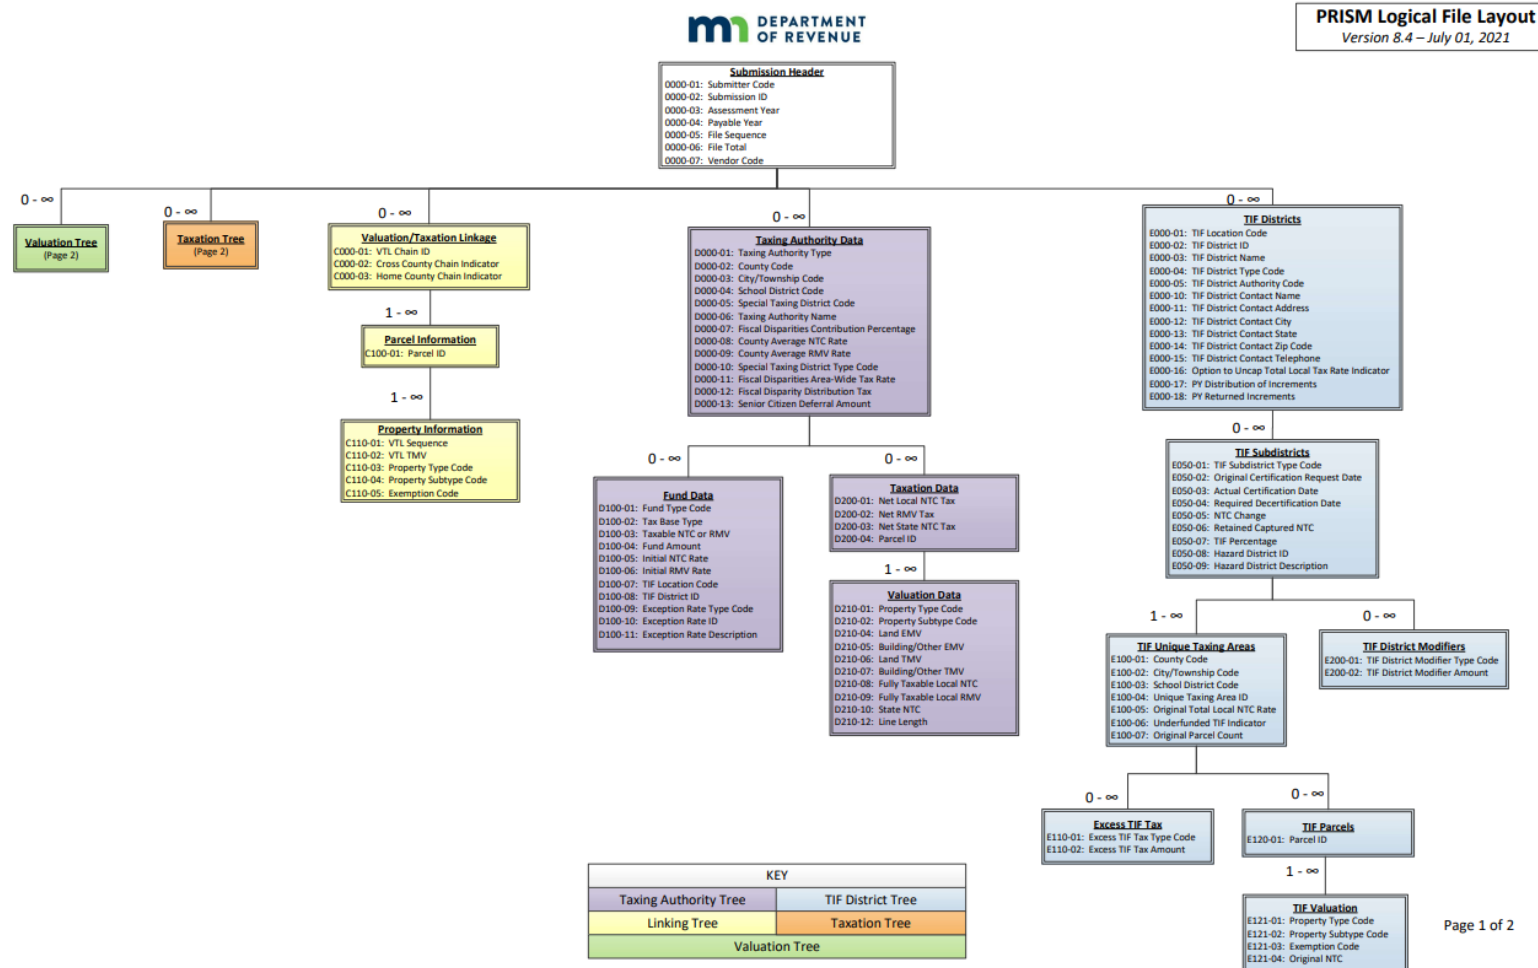 DEPARTMENT
OF REVENUE
PRISM Logical File Layout
Version 8.4 – July 01, 2021
Submission Header
0000-01: Submitter Code
0000-02: Submission ID
0000-03: Assessment Year
0000-04: Payable Year
0000-05: File Sequence
0000-06: File Total
0000-07: Vendor Code
0 - ∞
Valuation Tree
(Page 2)
0 - ∞
Taxation Tree
(Page 2)
0 - ∞
Valuation/Taxation Linkage
C000-01: VTL Chain ID
C000-02: Cross County Chain Indicator
C000-03: Home County Chain Indicator
1 - ∞
Parcel Information
C100-01: Parcel ID
1 - ∞
Property Information
C110-01: VTL Sequence
C110-02: VTL TMV
C110-03: Property Type Code
C110-04: Property Subtype Code
C110-05: Exemption Code
0 - ∞
Taxing Authority Data
D000-01: Taxing Authority Type
D000-02: County Code
D000-03: City/Township Code
D000-04: School District Code
D000-05: Special Taxing District Code
D000-06: Taxing Authority Name
D000-07: Fiscal Disparities Contribution Percentage
D000-08: County Average NTC Rate
D000-09: County Average RMV Rate
D000-10: Special Taxing District Type Code
D000-11: Fiscal Disparities Area-Wide Tax Rate
D000-12: Fiscal Disparity Distribution Tax
D000-13: Senior Citizen Deferral Amount
0 - ∞
Fund Data
D100-01: Fund Type Code
D100-02: Tax Base Type
D100-03: Taxable NTC or RMV
D100-04: Fund Amount
D100-05: Initial NTC Rate
D100-06: Initial RMV Rate
D100-07: TIF Location Code
D100-08: TIF District ID
D100-09: Exception Rate Type Code
D100-10: Exception Rate ID
D100-11: Exception Rate Description
0 - ∞
Taxation Data
D200-01: Net Local NTC Tax
D200-02: Net RMV Tax
D200-03: Net State NTC Tax
D200-04: Parcel ID
1 - ∞
Valuation Data
D210-01: Property Type Code
D210-02: Property Subtype Code
D210-04: Land EMV
D210-05: Building/Other EMV
D210-06: Land TMV
D210-07: Building/Other TMV
D210-08: Fully Taxable Local NTC
D210-09: Fully Taxable Local RMV
D210-10: State NTC
D210-12: Line Length
0 - ∞
TIF Districts
E000-01: TIF Location Code
E000-02: TIF District ID
E000-03: TIF District Name
E000-04: TIF District Type Code
E000-05: TIF District Authority Code
E000-10: TIF District Contact Name
E000-11: TIF District Contact Address
E000-12: TIF District Contact City
E000-13: TIF District Contact State
E000-14: TIF District Contact Zip Code
E000-15: TIF District Contact Telephone
E000-16: Option to Uncap Total Local Tax Rate Indicator
E000-17: PY Distribution of Increments
E000-18: PY Returned Increments
0 - ∞
TIF Subdistricts
E050-01: TIF Subdistrict Type Code
E050-02: Original Certification Request Date
E050-03: Actual Certification Date
E050-04: Required Decertification Date
E050-05: NTC Change
E050-06: Retained Captured NTC
E050-07: TIF Percentage
E050-08: Hazard District ID
E050-09: Hazard District Description
1 - ∞
TIF Unique Taxing Areas
E100-01: County Code
E100-02: City/Township Code
E100-03: School District Code
E100-04: Unique Taxing Area ID
E100-05: Original Total Local NTC Rate
E100-06: Underfunded TIF Indicator
E100-07: Original Parcel Count
0 - ∞
TIF District Modifiers
E200-01: TIF District Modifier Type Code
E200-02: TIF District Modifier Amount
0 - ∞
Excess TIF Tax
E110-01: Excess TIF Tax Type Code
E110-02: Excess TIF Tax Amount
0 - ∞
TIF Parcels
E120-01: Parcel ID
1 - ∞
TIF Valuation
E121-01: Property Type Code
E121-02: Property Subtype Code
E121-03: Exemption Code
E121-04: Original NTC
KEY
Taxing Authority Tree
TIF District Tree
Linking Tree
Taxation Tree
Valuation Tree
Page 1 of 2